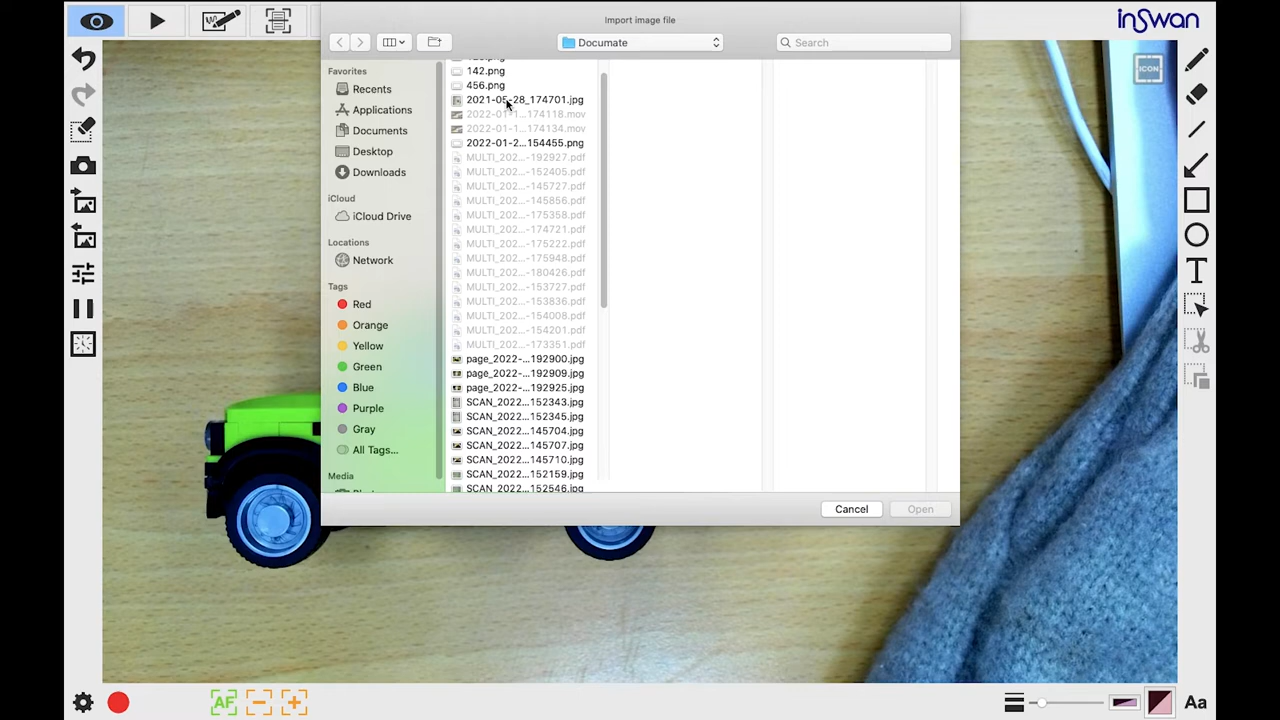 Import image file
inSwan
Documate
Search
ICON
Favorites
Recents
Applications
Documents
Desktop
Downloads
iCloud
iCloud Drive
Locations
Network
Tags
Red
Orange
Yellow
Green
Blue
Purple
Gray
All Tags...
Media
142.png
456.png
2021-05-28_174701.jpg
2022-01-1...174118.mov
2022-01-1...174134.mov
2022-01-2...154455.png
MULTI_202...-192927.pdf
MULTI_202...-152405.pdf
MULTI_202...-145727.pdf
MULTI_202...-145856.pdf
MULTI_202...-175358.pdf
MULTI_202...-174721.pdf
MULTI_202...-175222.pdf
MULTI_202...-175948.pdf
MULTI_202...-180426.pdf
MULTI_202...-153727.pdf
MULTI_202...-153836.pdf
MULTI_202...-154008.pdf
MULTI_202...-154201.pdf
MULTI_202...-173351.pdf
page_2022-...192900.jpg
page_2022-...192909.jpg
page_2022-...192925.jpg
SCAN_2022...152343.jpg
SCAN_2022...152345.jpg
SCAN_2022...145704.jpg
SCAN_2022...145707.jpg
SCAN_2022...145710.jpg
SCAN_2022...152159.jpg
SCAN_2022...152546.jpg
Cancel
Open
T
AF
Aa